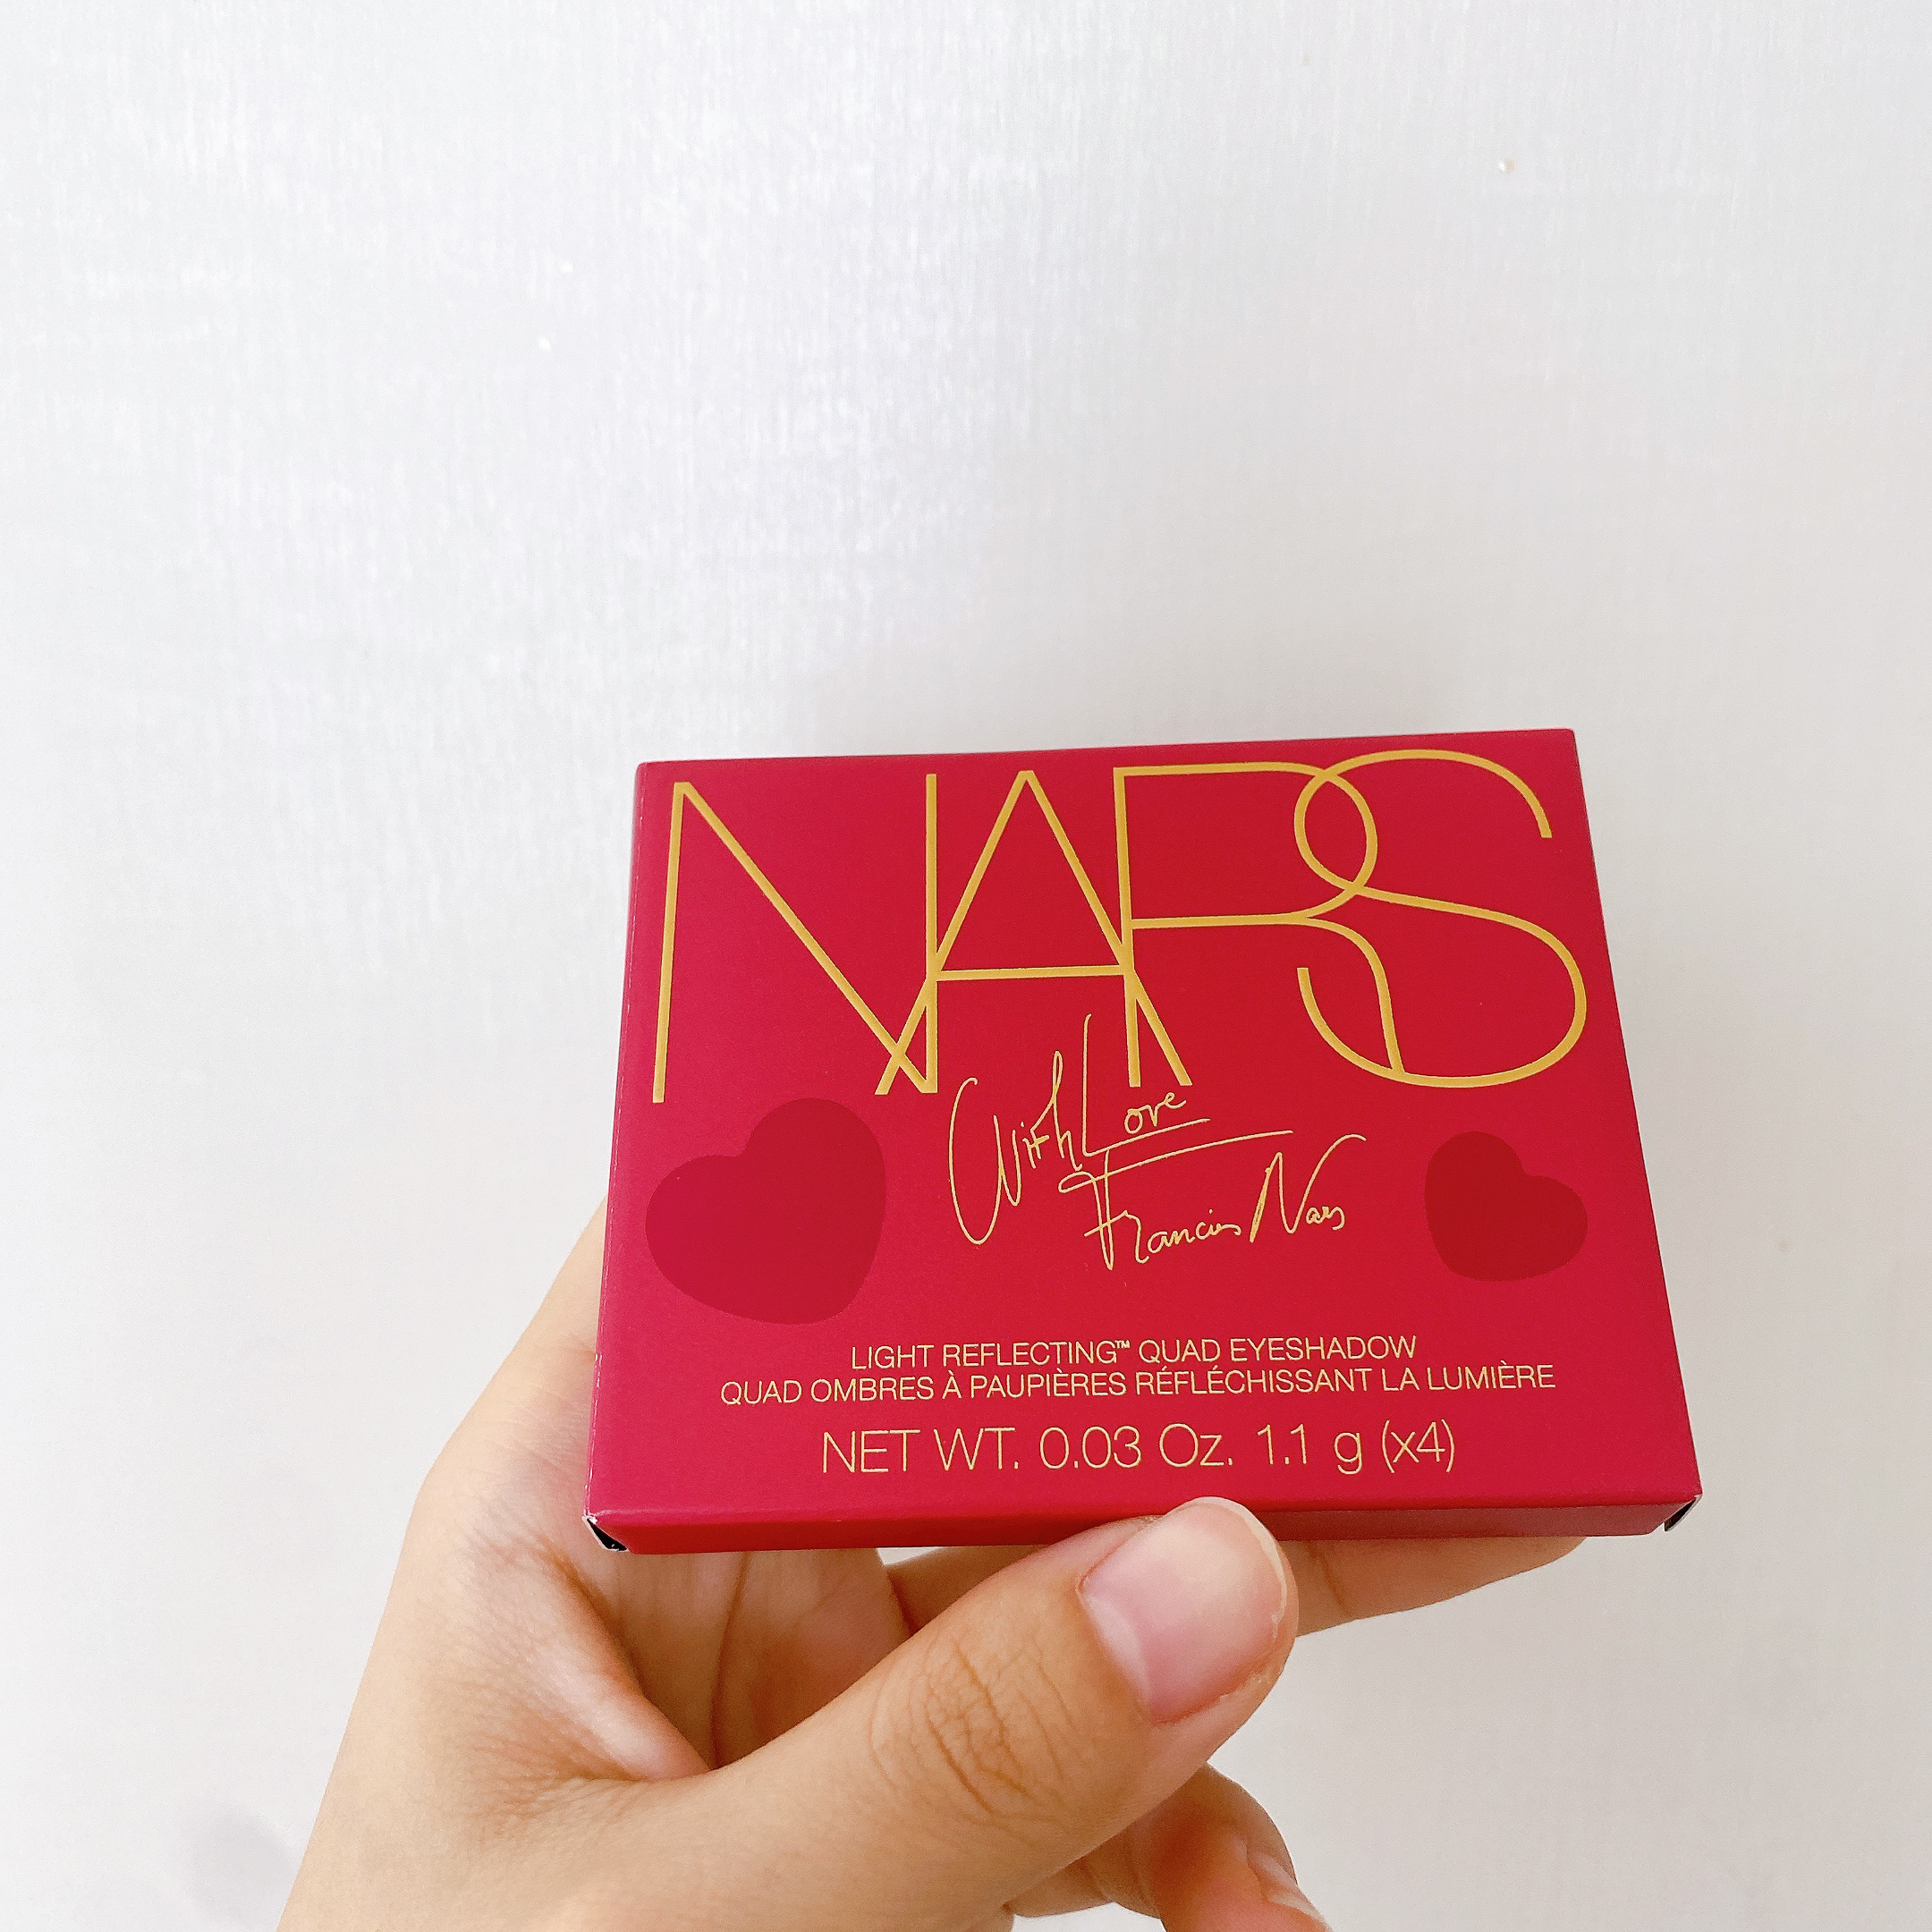 NARS
With Love
Francois Nars
LIGHT REFLECTING™ QUAD EYESHADOW
QUAD OMBRES À PAUPIÈRES RÉFLÉCHISSANT LA LUMIÈRE
NET WT. 0.03 Oz. 1.1 g (x4)